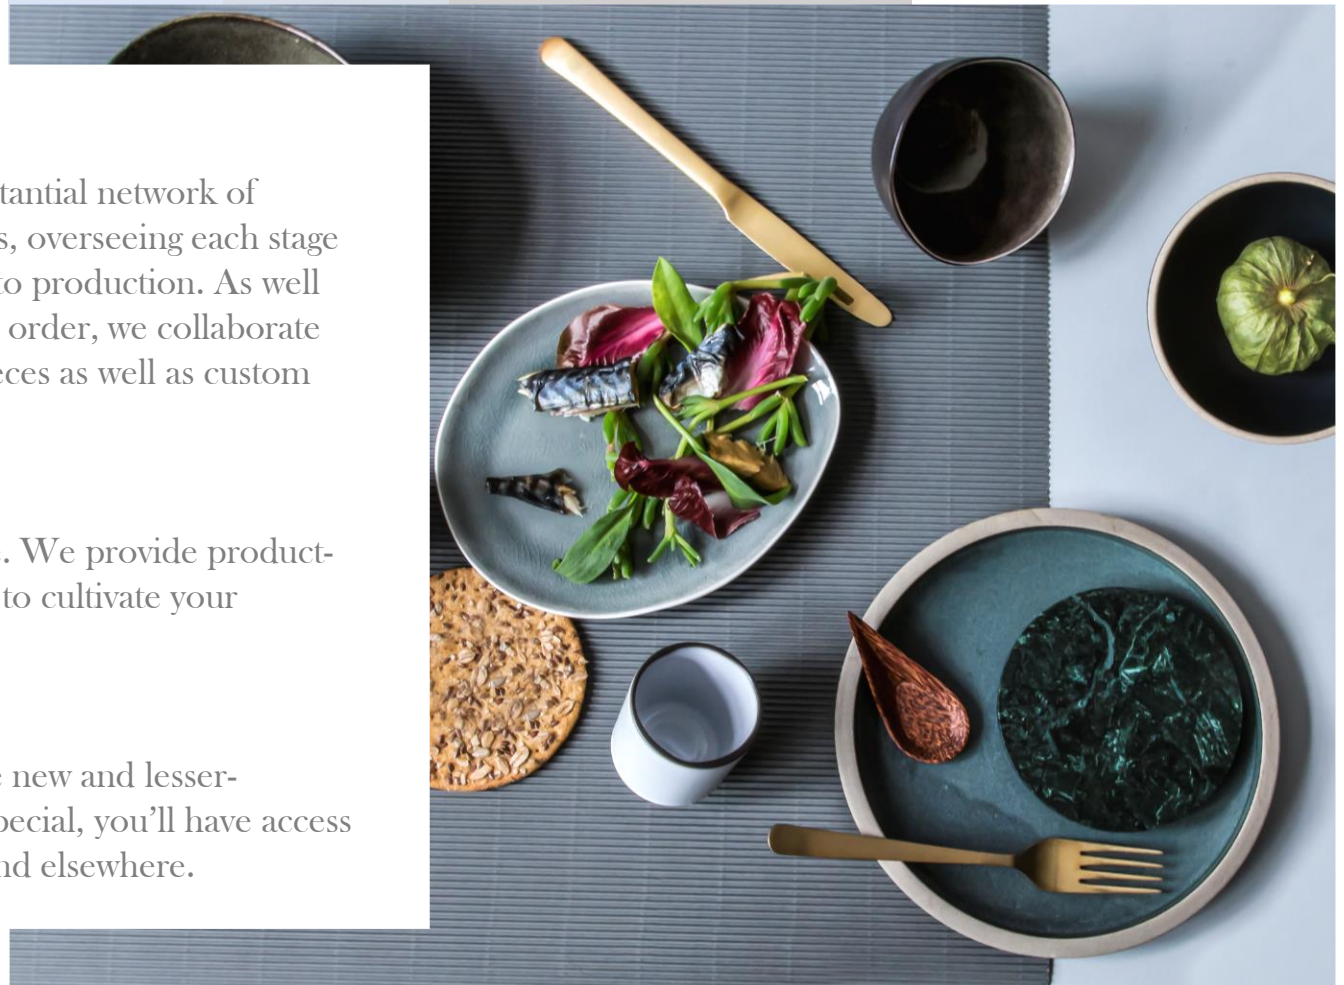 tantial network of
s, overseeing each stage
to production. As well
order, we collaborate
eces as well as custom
. We provide product-
to cultivate your
new and lesser-
pecial, you'll have access
nd elsewhere.